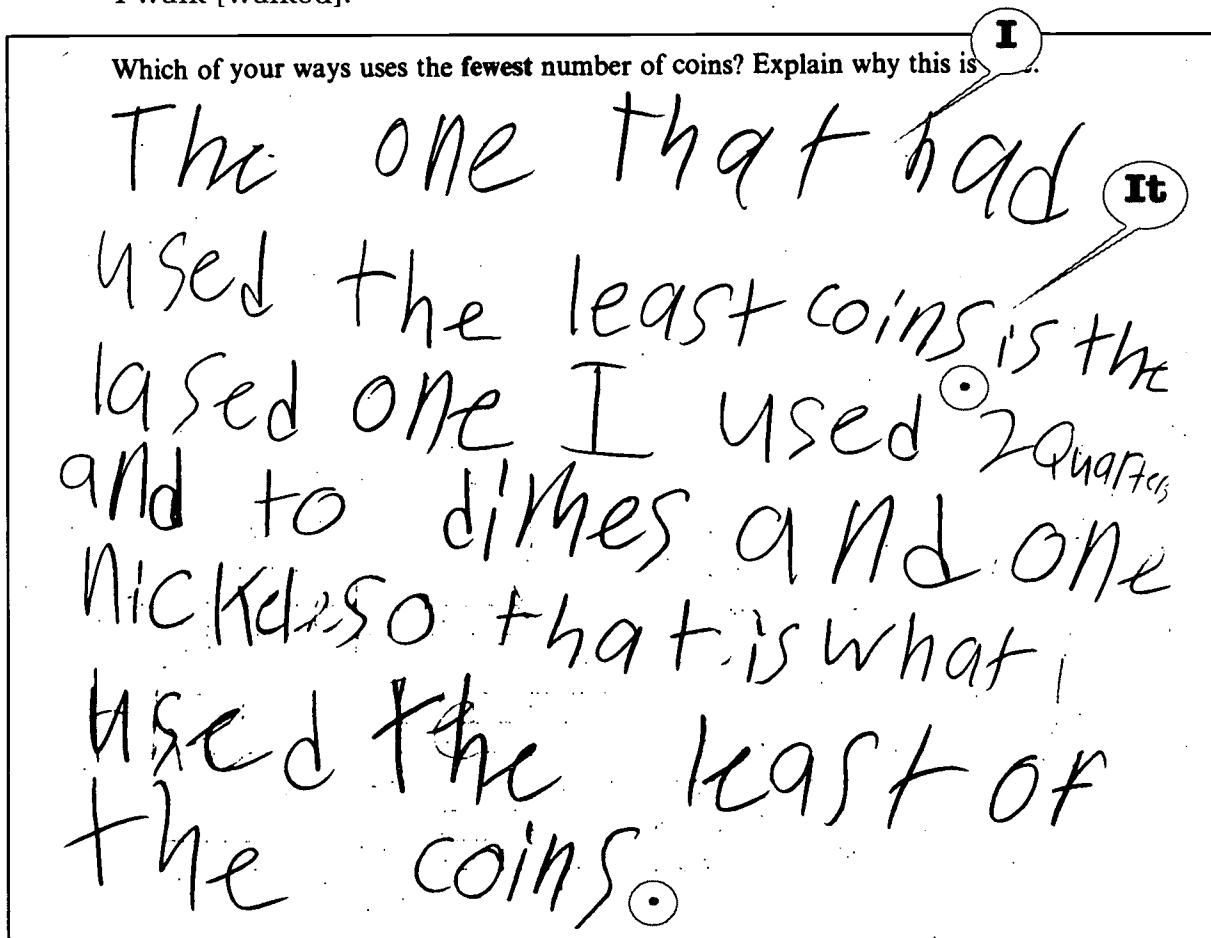 I walk [walked].
I
Which of your ways uses the fewest number of coins? Explain why this is
The one that had
It
used the least coins is the
lased one I used 2 Quarters
and to dimes and one
nickel so that is what i
used the least of
the coins.